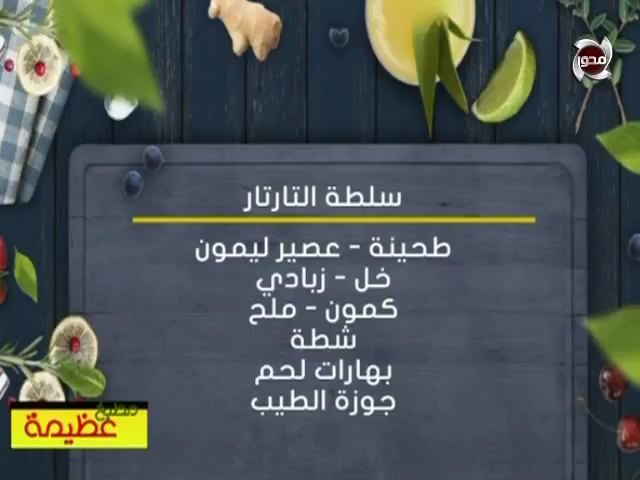 محور
سلطة التارتار
طحينة - عصير ليمون
خل - زبادي
كمون - ملح
شطة
بهارات لحم
جوزة الطيب
مطبخ
عظيمة